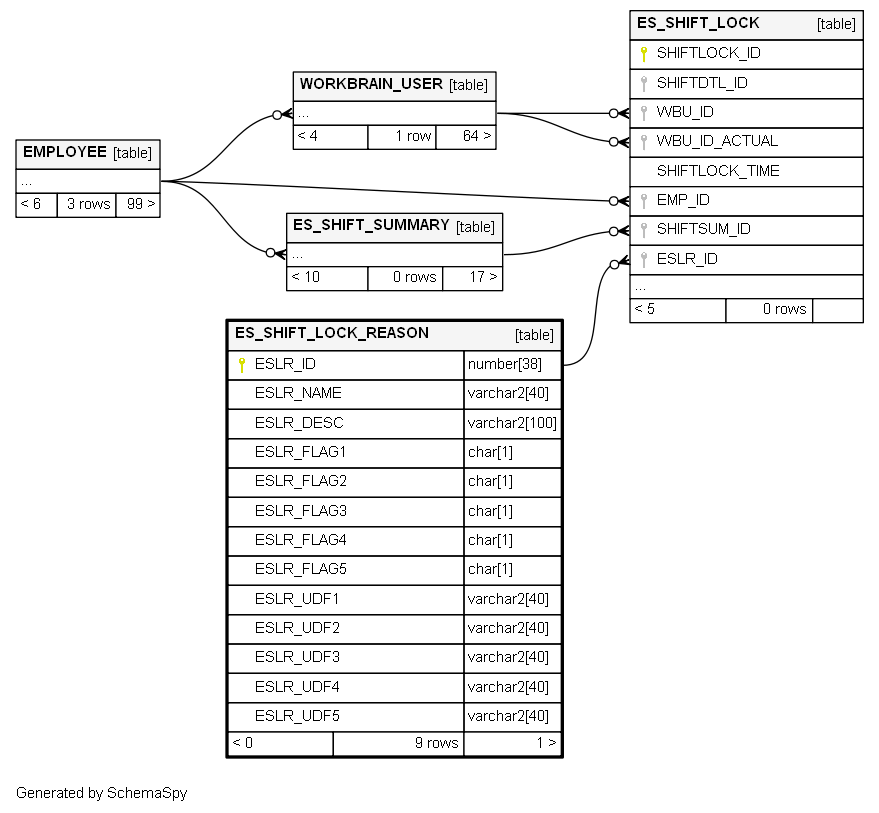 ES_SHIFT_LOCK [table]
SHIFTLOCK_ID
SHIFTDTL_ID
WBU_ID
WBU_ID_ACTUAL
SHIFTLOCK_TIME
EMP_ID
SHIFTSUM_ID
ESLR_ID
...
< 5 0 rows
WORKBRAIN_USER [table]
...
< 4 1 row 64 >
EMPLOYEE [table]
...
< 6 3 rows 99 >
ES_SHIFT_SUMMARY [table]
...
< 10 0 rows 17 >
ES_SHIFT_LOCK_REASON [table]
ESLR_ID number[38]
ESLR_NAME varchar2[40]
ESLR_DESC varchar2[100]
ESLR_FLAG1 char[1]
ESLR_FLAG2 char[1]
ESLR_FLAG3 char[1]
ESLR_FLAG4 char[1]
ESLR_FLAG5 char[1]
ESLR_UDF1 varchar2[40]
ESLR_UDF2 varchar2[40]
ESLR_UDF3 varchar2[40]
ESLR_UDF4 varchar2[40]
ESLR_UDF5 varchar2[40]
< 0 9 rows 1 >
Generated by SchemaSpy